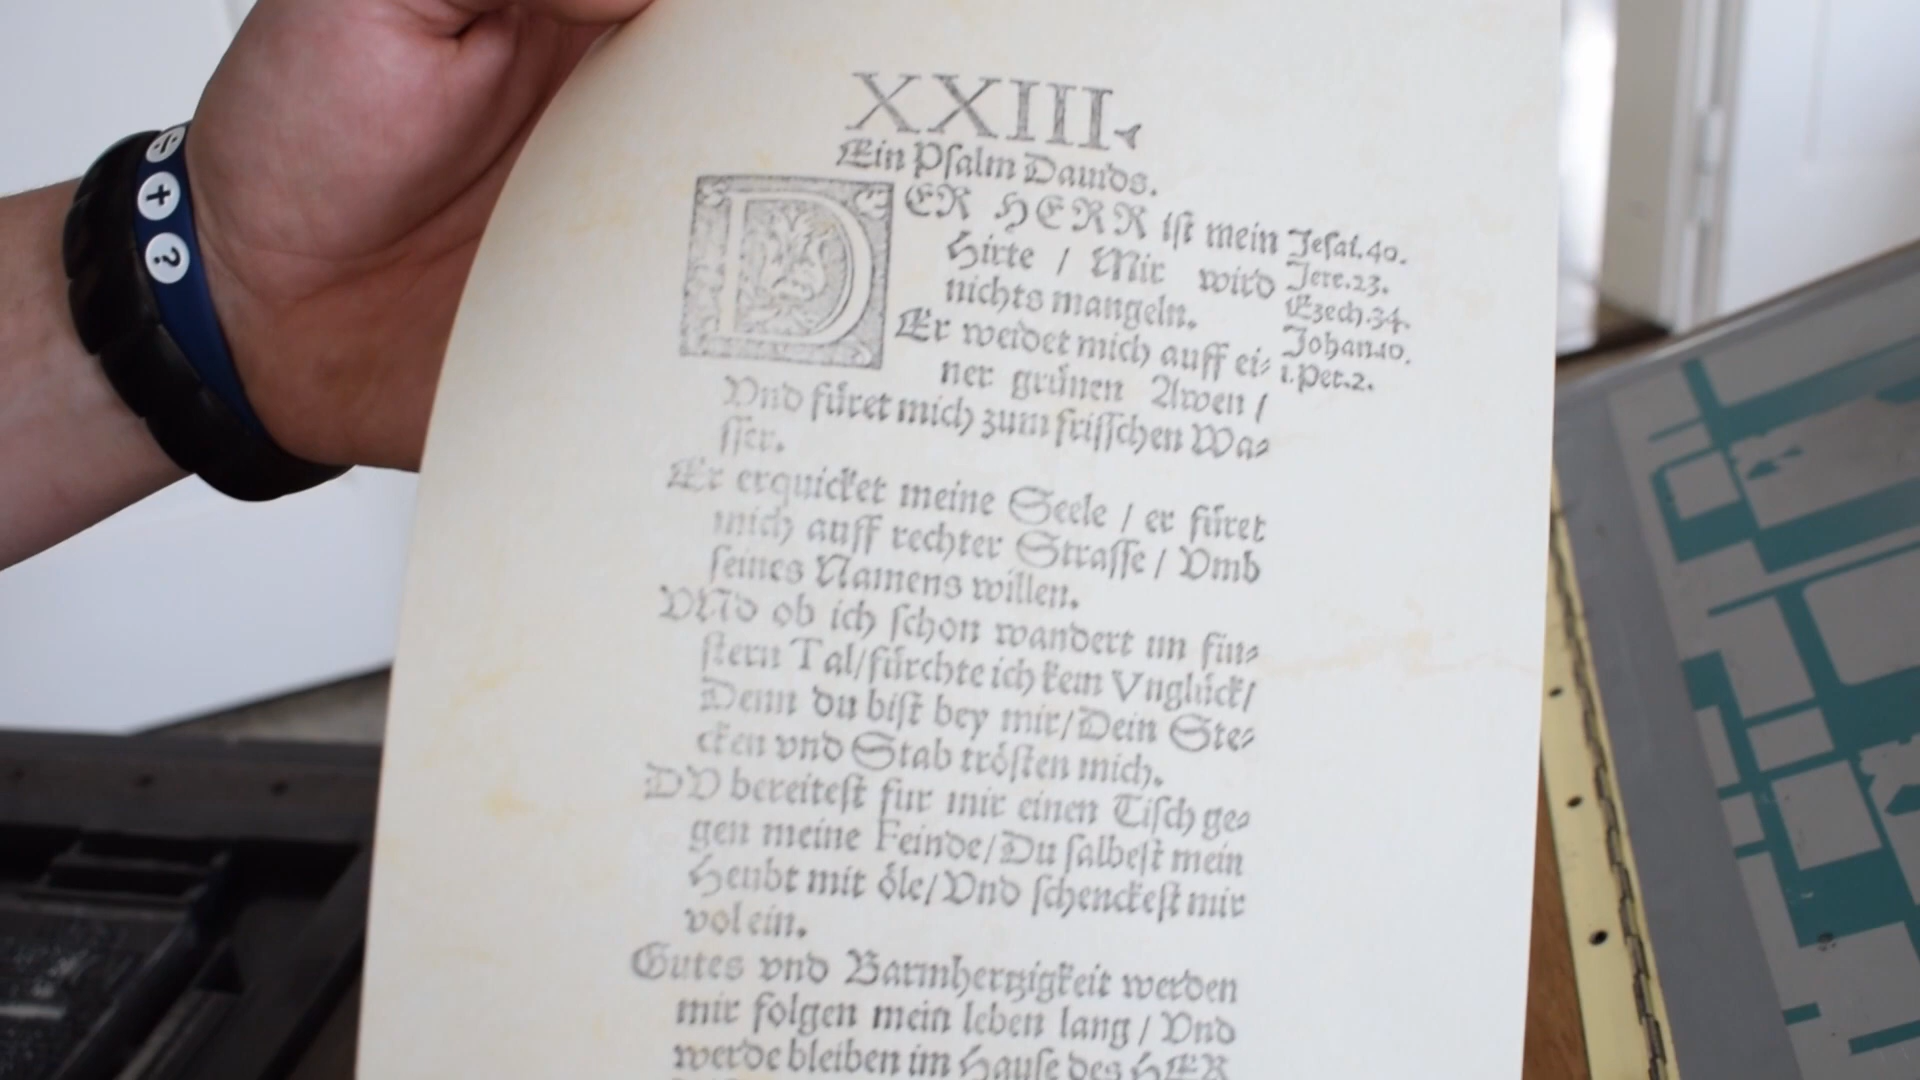 XXIII.
Ein Psalm Dauids.
DER HERR ist mein
Hirte / Mir wird
nichts mangeln.
Er weidet mich auff ei⸗
ner grünen Awen /
Vnd füret mich zum frisschen Wa⸗
sser.
Jesai.40.
Jere.23.
Ezech.34.
Johan.10.
1.Pet.2.
Er erquicket meine Seele / er füret
mich auff rechter Strasse / Vmb
seines Namens willen.
VND ob ich schon wandert im fin⸗
stern Tal/fürchte ich kein Vnglück/
Denn du bist bey mir/Dein Ste⸗
cken vnd Stab trösten mich.
DV bereitest fur mir einen Tisch ge⸗
gen meine Feinde/Du salbest mein
Heubt mit öle/Vnd schenckest mir
vol ein.
Gutes vnd Barmhertzigkeit werden
mir folgen mein leben lang / Vnd
werde bleiben im Hause des HER